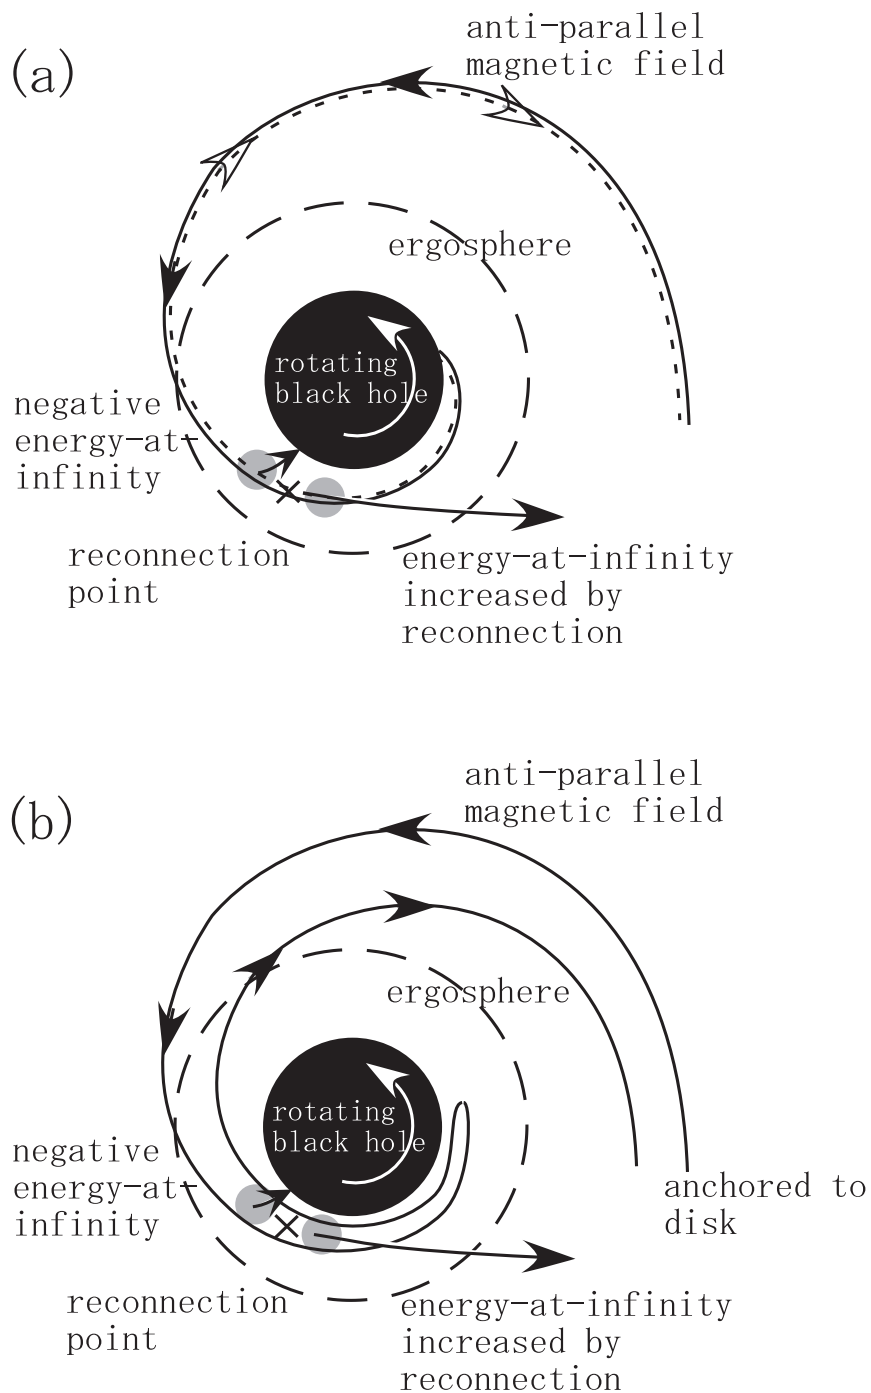 (a)
anti-parallel
magnetic field
ergosphere
rotating
black hole
negative
energy-at-
infinity
reconnection
point
energy-at-infinity
increased by
reconnection
(b)
anti-parallel
magnetic field
ergosphere
rotating
black hole
negative
energy-at-
infinity
anchored to
disk
reconnection
point
energy-at-infinity
increased by
reconnection